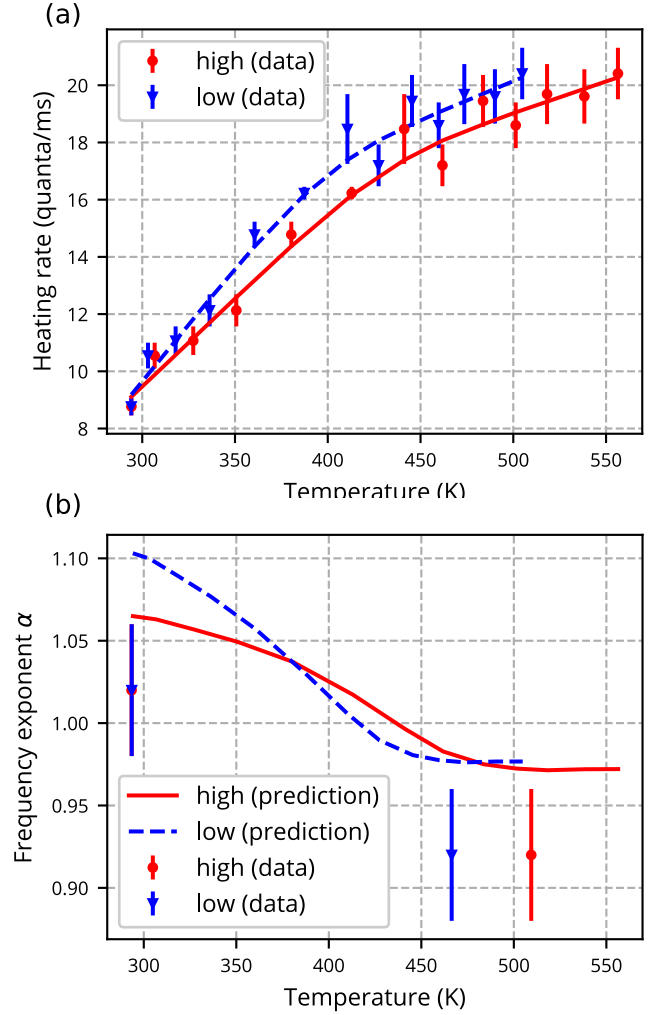 (a)
high (data)
low (data)
Heating rate (quanta/ms)
20
18
16
14
12
10
8
300 350 400 450 500 550
Temperature (K)
(b)
Frequency exponent α
1.10
1.05
1.00
0.95
0.90
high (prediction)
low (prediction)
high (data)
low (data)
300 350 400 450 500 550
Temperature (K)